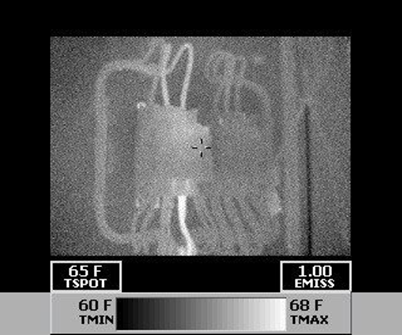 65 F
TSPOT
1.00
EMISS
60 F
TMIN
68 F
TMAX